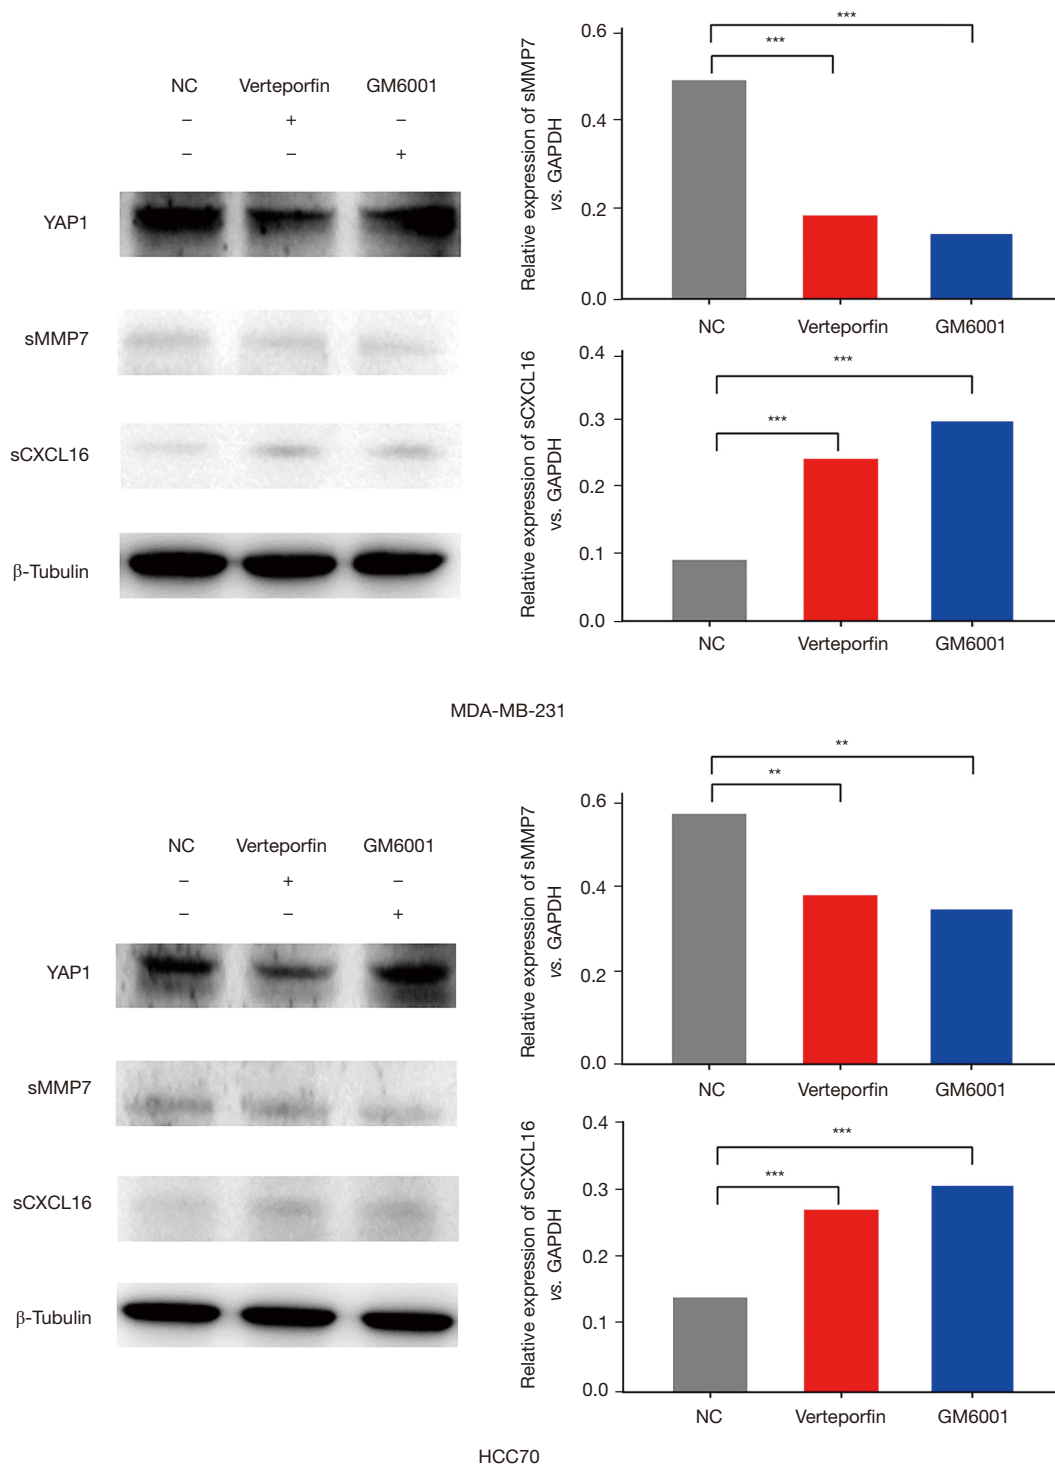 NC Verteporfin GM6001
– + –
– – +
YAP1
sMMP7
sCXCL16
β-Tubulin
Relative expression of sMMP7
vs. GAPDH
0.6
0.4
0.2
0.0
***
***
NC Verteporfin GM6001
Relative expression of sCXCL16
vs. GAPDH
0.4
0.3
0.2
0.1
0.0
***
***
NC Verteporfin GM6001
MDA-MB-231
NC Verteporfin GM6001
– + –
– – +
YAP1
sMMP7
sCXCL16
β-Tubulin
Relative expression of sMMP7
vs. GAPDH
0.6
0.4
0.2
0.0
**
**
NC Verteporfin GM6001
Relative expression of sCXCL16
vs. GAPDH
0.4
0.3
0.2
0.1
0.0
***
***
NC Verteporfin GM6001
HCC70